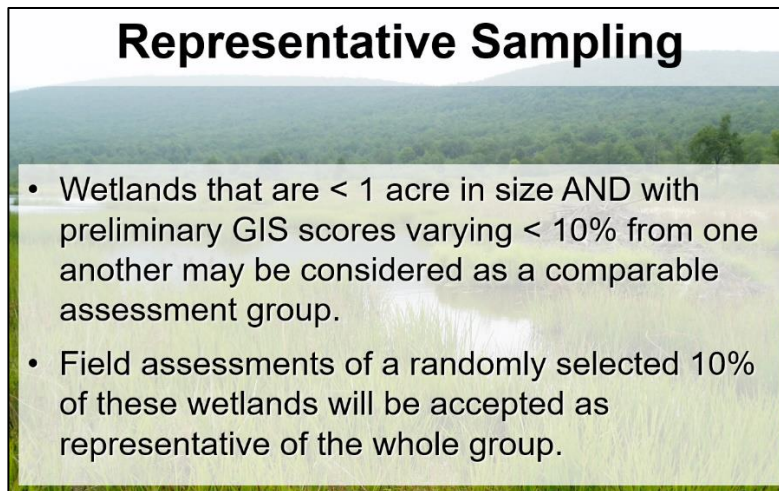 Representative Sampling
• Wetlands that are < 1 acre in size AND with
preliminary GIS scores varying < 10% from one
another may be considered as a comparable
assessment group.
• Field assessments of a randomly selected 10%
of these wetlands will be accepted as
representative of the whole group.